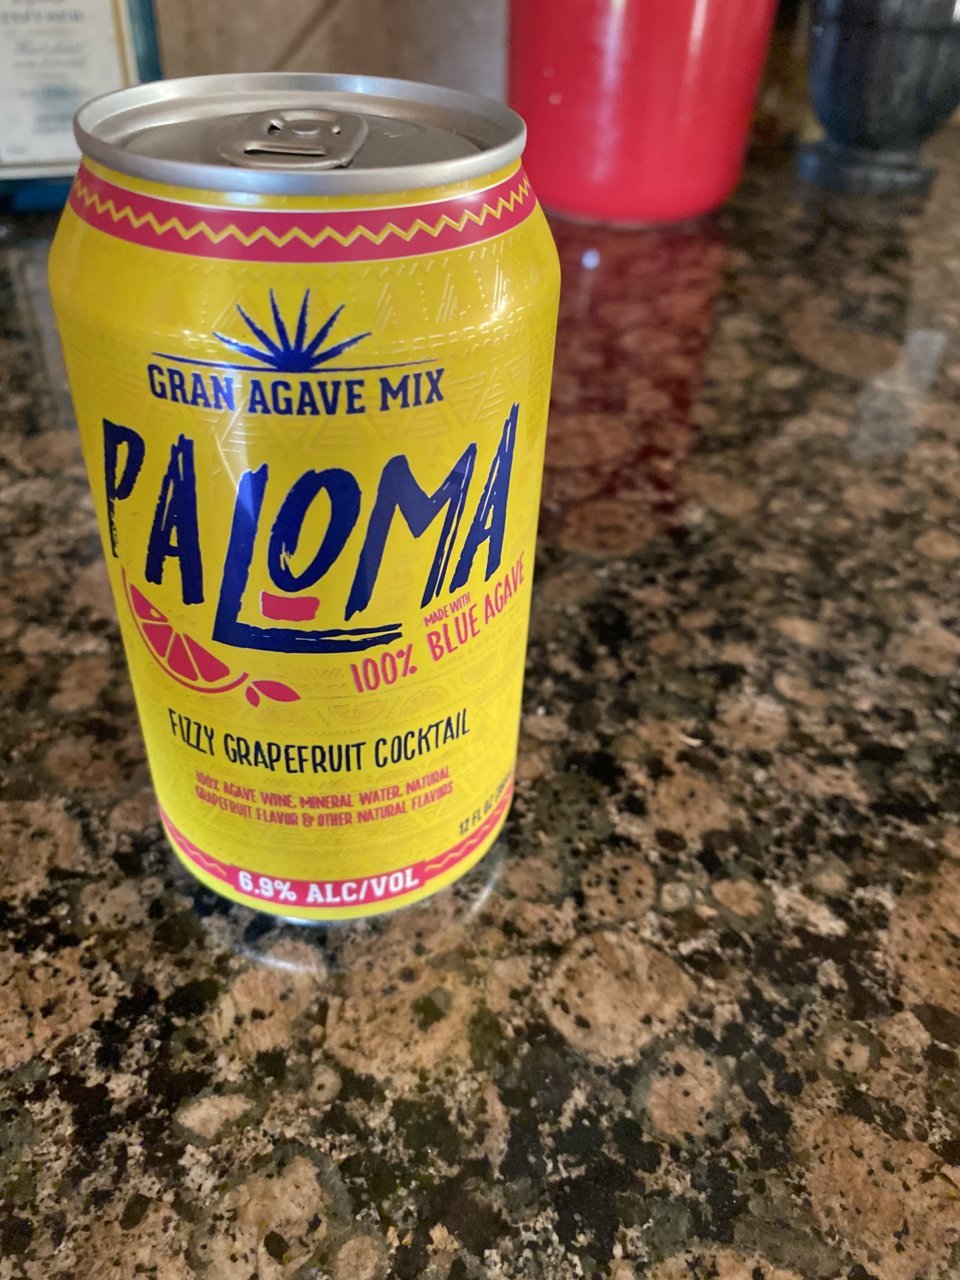 GRAN AGAVE MIX
PALOMA
MADE WITH
100% BLUE AGAVE
FIZZY GRAPEFRUIT COCKTAIL
100% AGAVE WINE, MINERAL WATER, NATURAL
GRAPEFRUIT FLAVOR & OTHER NATURAL FLAVORS
12 FL OZ
6.9% ALC/VOL